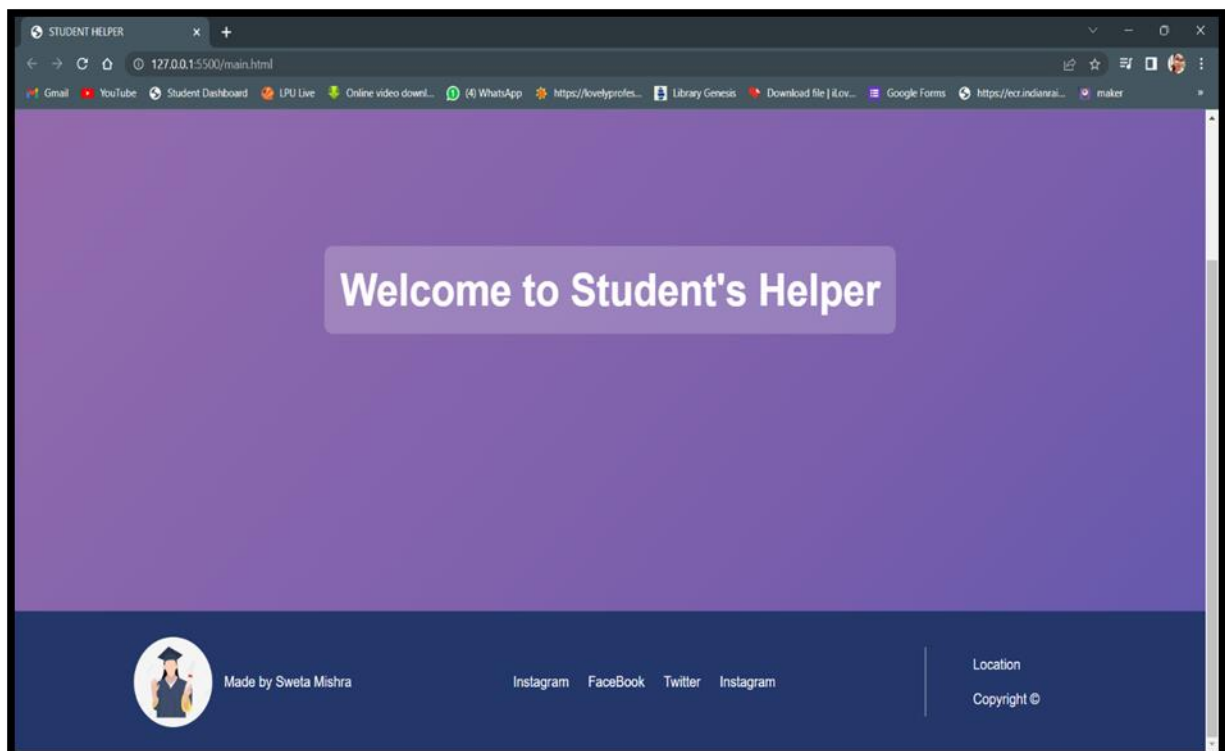 STUDENT HELPER
127.0.0.1:5500/main.html
Gmail YouTube Student Dashboard LPU Live Online video downl... (4) WhatsApp https://lovelyprofes... Library Genesis Download file | iLov... Google Forms https://ecr.indianrai... maker »
Welcome to Student's Helper
Made by Sweta Mishra
Instagram FaceBook Twitter Instagram
Location
Copyright ©